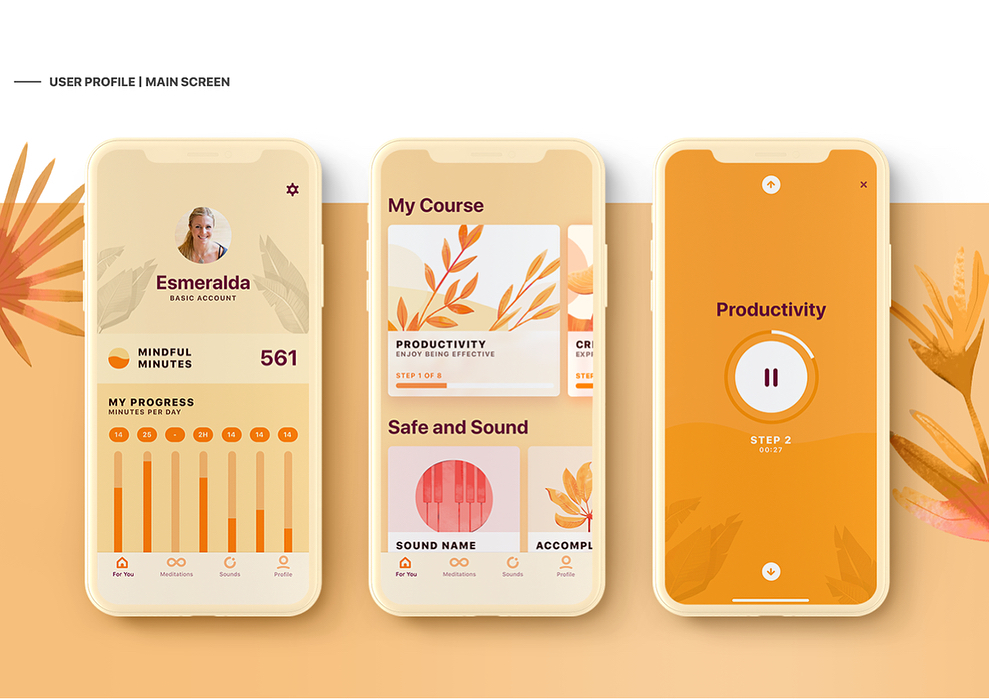 USER PROFILE | MAIN SCREEN
Esmeralda
BASIC ACCOUNT
MINDFUL
MINUTES
561
MY PROGRESS
MINUTES PER DAY
14 25 - 2H 14 14 14
For You Meditations Sounds Profile
My Course
PRODUCTIVITY
ENJOY BEING EFFECTIVE
STEP 1 OF 8
CR
EXP
STEP
Safe and Sound
SOUND NAME
ACCOMPL
For You Meditations Sounds Profile
Productivity
STEP 2
00:27